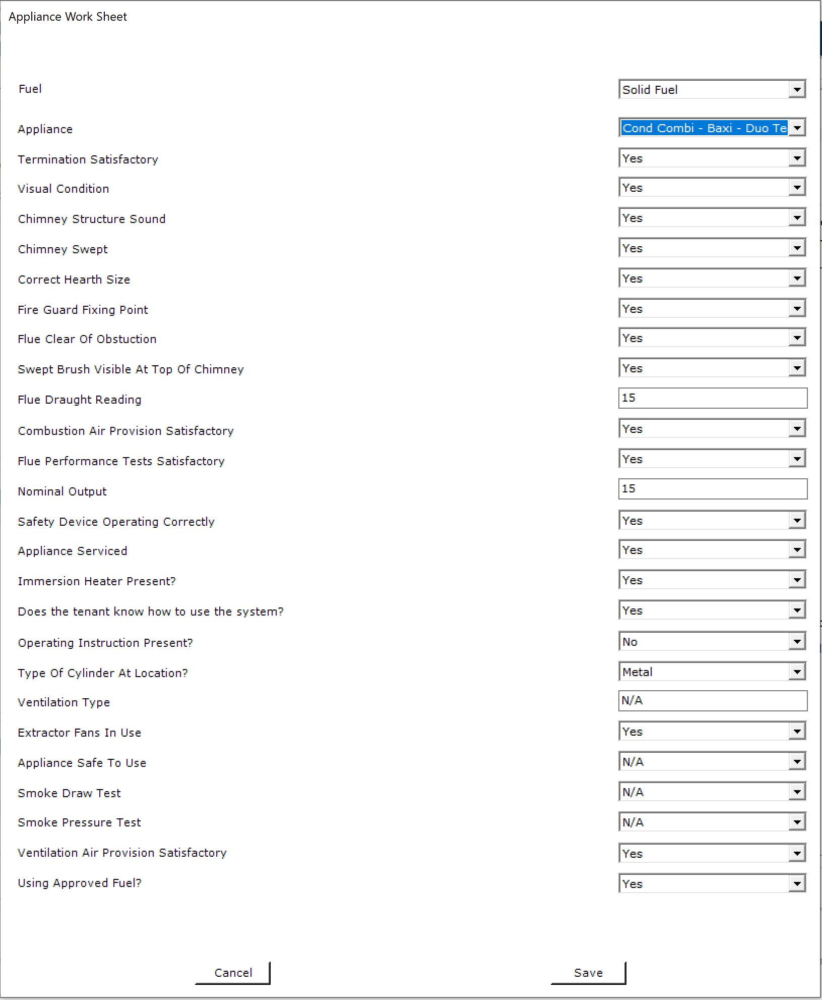 Appliance Work Sheet
Fuel Solid Fuel
Appliance Cond Combi - Baxi - Duo Te
Termination Satisfactory Yes
Visual Condition Yes
Chimney Structure Sound Yes
Chimney Swept Yes
Correct Hearth Size Yes
Fire Guard Fixing Point Yes
Flue Clear Of Obstuction Yes
Swept Brush Visible At Top Of Chimney Yes
Flue Draught Reading 15
Combustion Air Provision Satisfactory Yes
Flue Performance Tests Satisfactory Yes
Nominal Output 15
Safety Device Operating Correctly Yes
Appliance Serviced Yes
Immersion Heater Present? Yes
Does the tenant know how to use the system? Yes
Operating Instruction Present? No
Type Of Cylinder At Location? Metal
Ventilation Type N/A
Extractor Fans In Use Yes
Appliance Safe To Use N/A
Smoke Draw Test N/A
Smoke Pressure Test N/A
Ventilation Air Provision Satisfactory Yes
Using Approved Fuel? Yes
Cancel Save